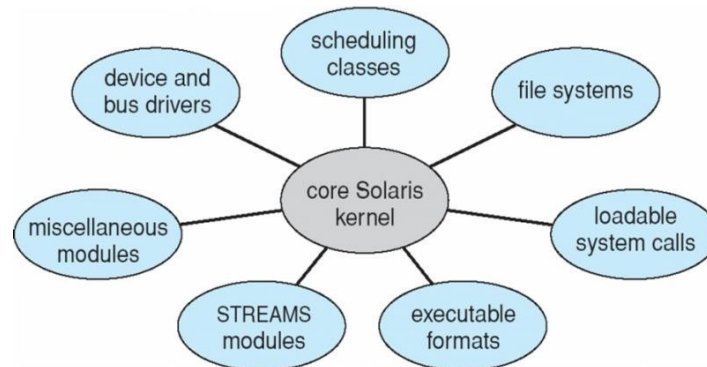 scheduling
classes
device and
bus drivers
file systems
core Solaris
kernel
miscellaneous
modules
loadable
system calls
STREAMS
modules
executable
formats